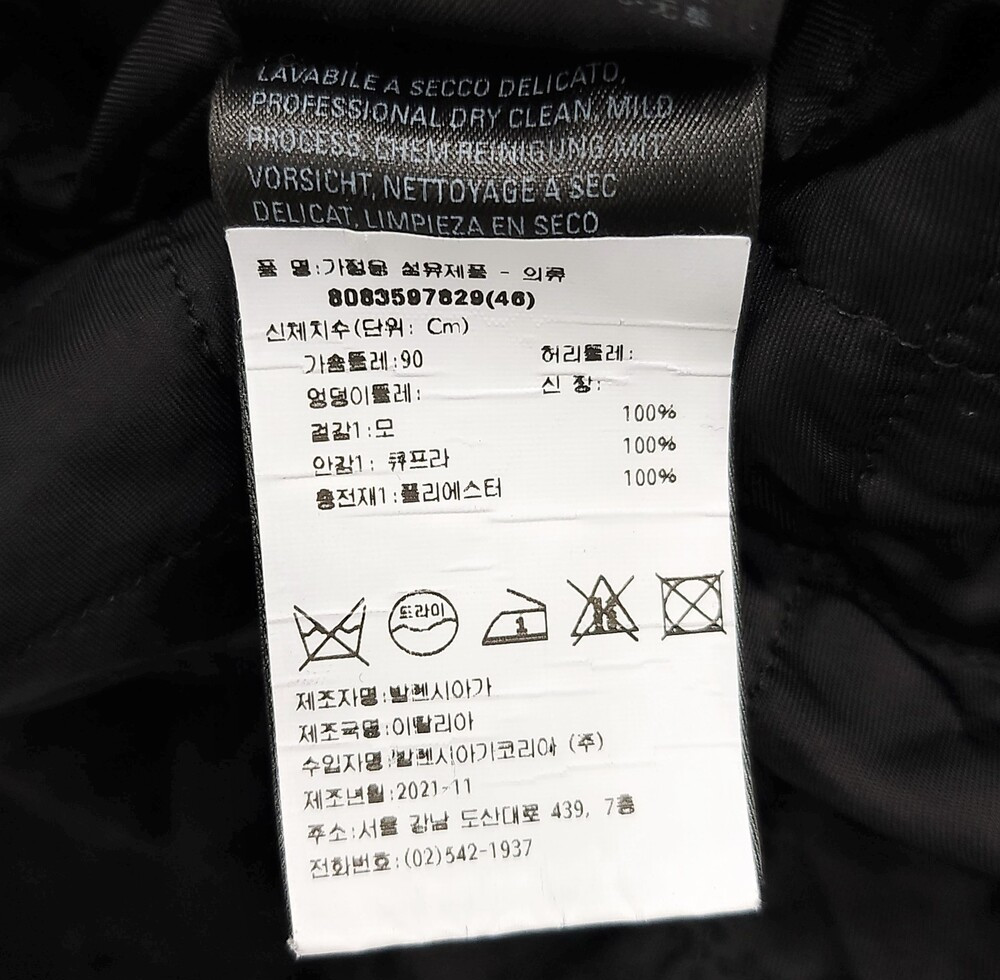 LAVABILE A SECCO DELICATO,
PROFESSIONAL DRY CLEAN, MILD
PROCESS, CHEM.REINIGUNG MIT
VORSICHT, NETTOYAGE A SEC
DELICAT, LIMPIEZA EN SECO
품 명:가정용 섬유제품 - 의류
8083597829(46)
신체치수(단위: Cm)
가슴둘레:90 허리둘레:
엉덩이둘레: 신 장:
겉감1:모 100%
안감1: 큐프라 100%
충전재1:폴리에스터 100%
드라이 1 K
제조자명:발렌시아가
제조국명:이탈리아
수입자명:발렌시아가코리아 (주)
제조년월:2021-11
주소:서울 강남 도산대로 439, 7층
전화번호:(02)542-1937